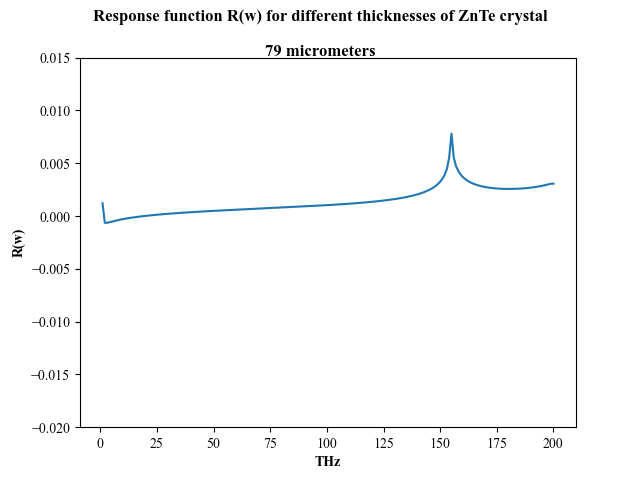 Response function R(w) for different thicknesses of ZnTe crystal
79 micrometers
0.015
0.010
0.005
0.000
−0.005
−0.010
−0.015
−0.020
R(w)
0 25 50 75 100 125 150 175 200
THz